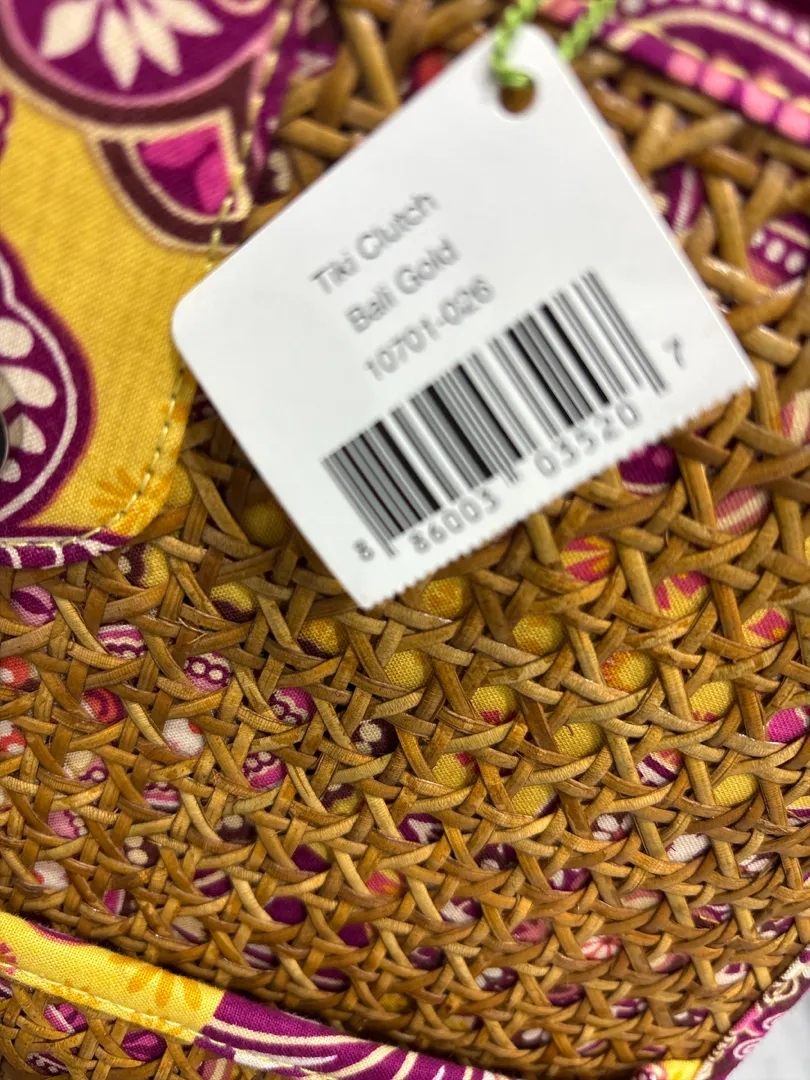 Tiki Clutch
Bali Gold
10701-026
8 86003 03520 7